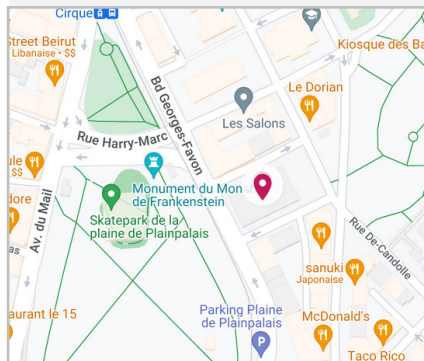 Cirque
Street Beirut
Libanaise • $$
Kiosque des Ba
Bd Georges-Favon
Le Dorian
Les Salons
Rue Harry-Marc
ule
$$
Monument du Mon
de Frankenstein
Skatepark de la
plaine de Plainpalais
dore
as
Av. du Mail
Rue De-Candolle
sanuki
Japonaise
aurant le 15
Parking Plaine
de Plainpalais
McDonald's
Taco Rico
P